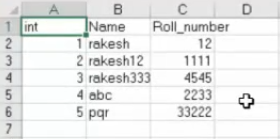 A B C D
1 int Name Roll_number
2 1 rakesh 12
3 2 rakesh12 1111
4 3 rakesh333 4545
5 4 abc 2233
6 5 pqr 33222
7